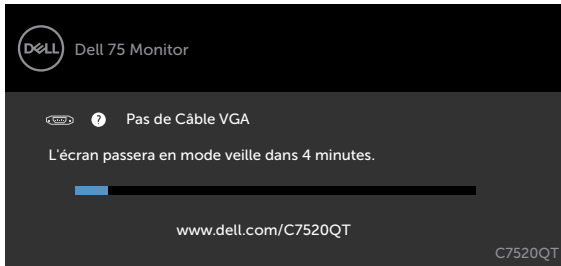 DELL
Dell 75 Monitor
? Pas de Câble VGA
L'écran passera en mode veille dans 4 minutes.
www.dell.com/C7520QT
C7520QT